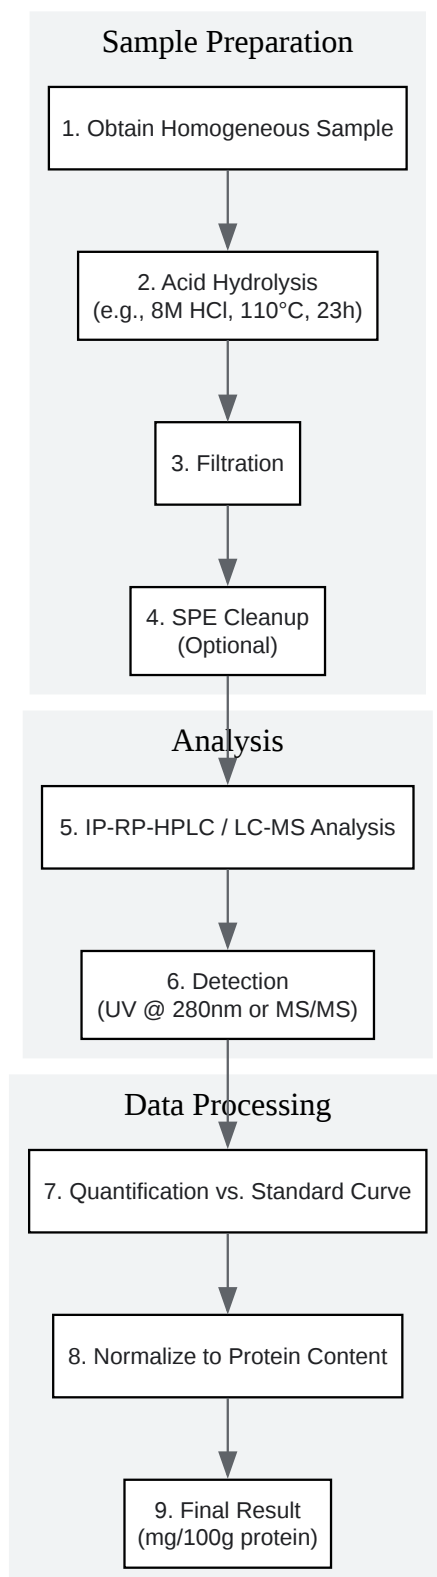 Sample Preparation
1. Obtain Homogeneous Sample
2. Acid Hydrolysis
(e.g., 8M HCl, 110°C, 23h)
3. Filtration
4. SPE Cleanup
(Optional)
Analysis
5. IP-RP-HPLC / LC-MS Analysis
6. Detection
(UV @ 280nm or MS/MS)
Data Processing
7. Quantification vs. Standard Curve
8. Normalize to Protein Content
9. Final Result
(mg/100g protein)